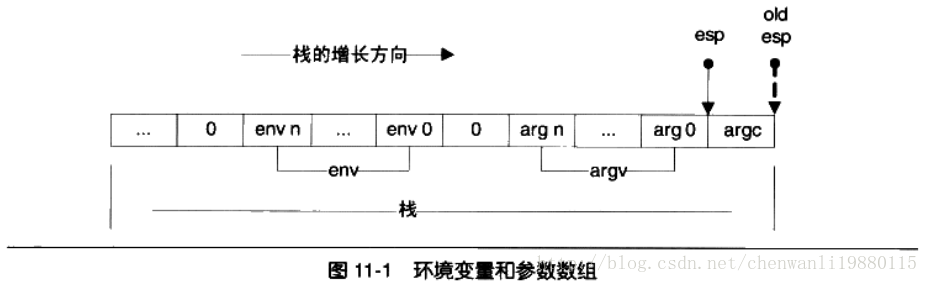 old
esp
esp
栈的增长方向
... 0 env n ... env 0 0 arg n ... arg 0 argc
env argv
栈
图 11-1 环境变量和参数数组
http://blog.csdn.net/chenwanli19880115